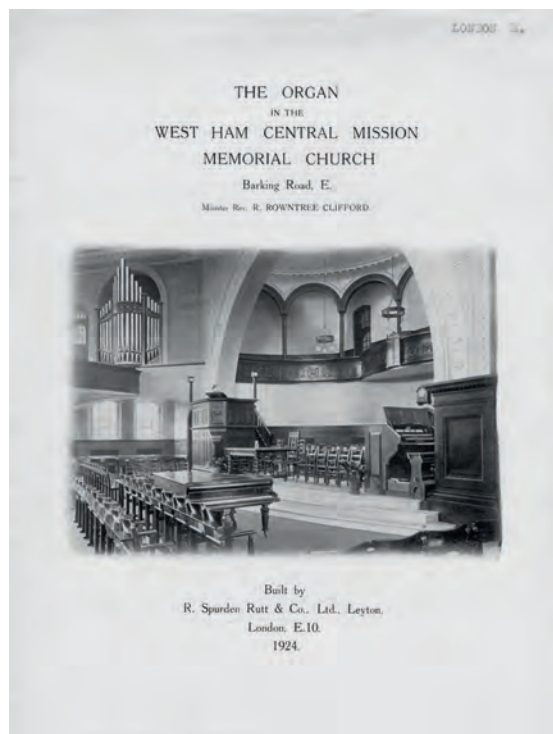 LONDON E.
THE ORGAN
IN THE
WEST HAM CENTRAL MISSION
MEMORIAL CHURCH
Barking Road, E.
Minister Rev. R. ROWNTREE CLIFFORD.
Built by
R. Spurden Rutt & Co., Ltd., Leyton,
London, E.10.
1924.